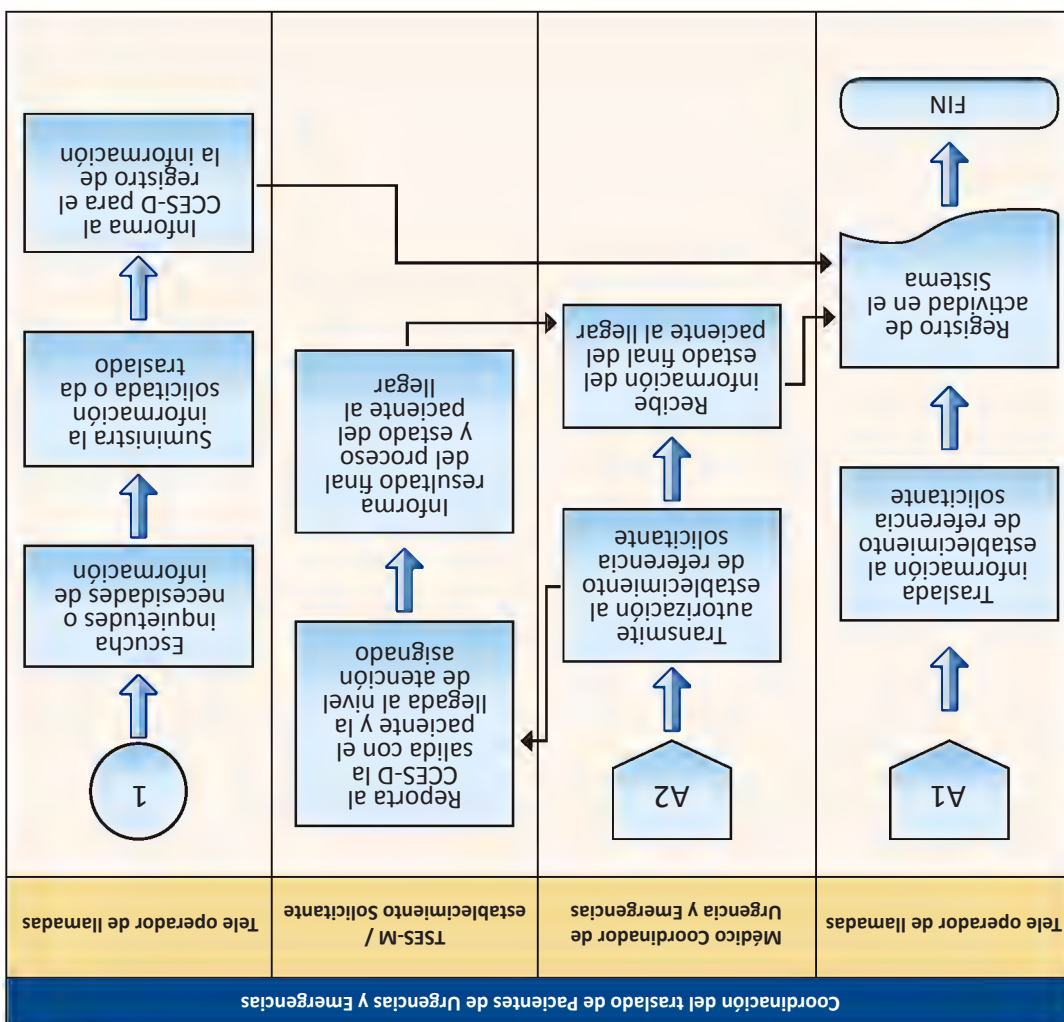 Coordinación del traslado de Pacientes de Urgencias y Emergencias
Tele operador de llamadas
Médico Coordinador de
Urgencia y Emergencias
TSES-M /
establecimiento Solicitante
Tele operador de llamadas
A1
Traslada
información al
establecimiento
de referencia
solicitante
Registro de
actividad en el
Sistema
FIN
A2
Transmite
autorización al
establecimiento
de referencia
solicitante
Recibe
información del
estado final del
paciente al llegar
Reporta al
CCES-D la
salida con el
paciente y la
llegada al nivel
de atención
asignado
Informa
resultado final
del proceso
y estado del
paciente al
llegar
1
Escucha
inquietudes o
necesidades de
información
Suministra la
información
solicitada o da
traslado
Informa al
CCES-D para el
registro de
la información